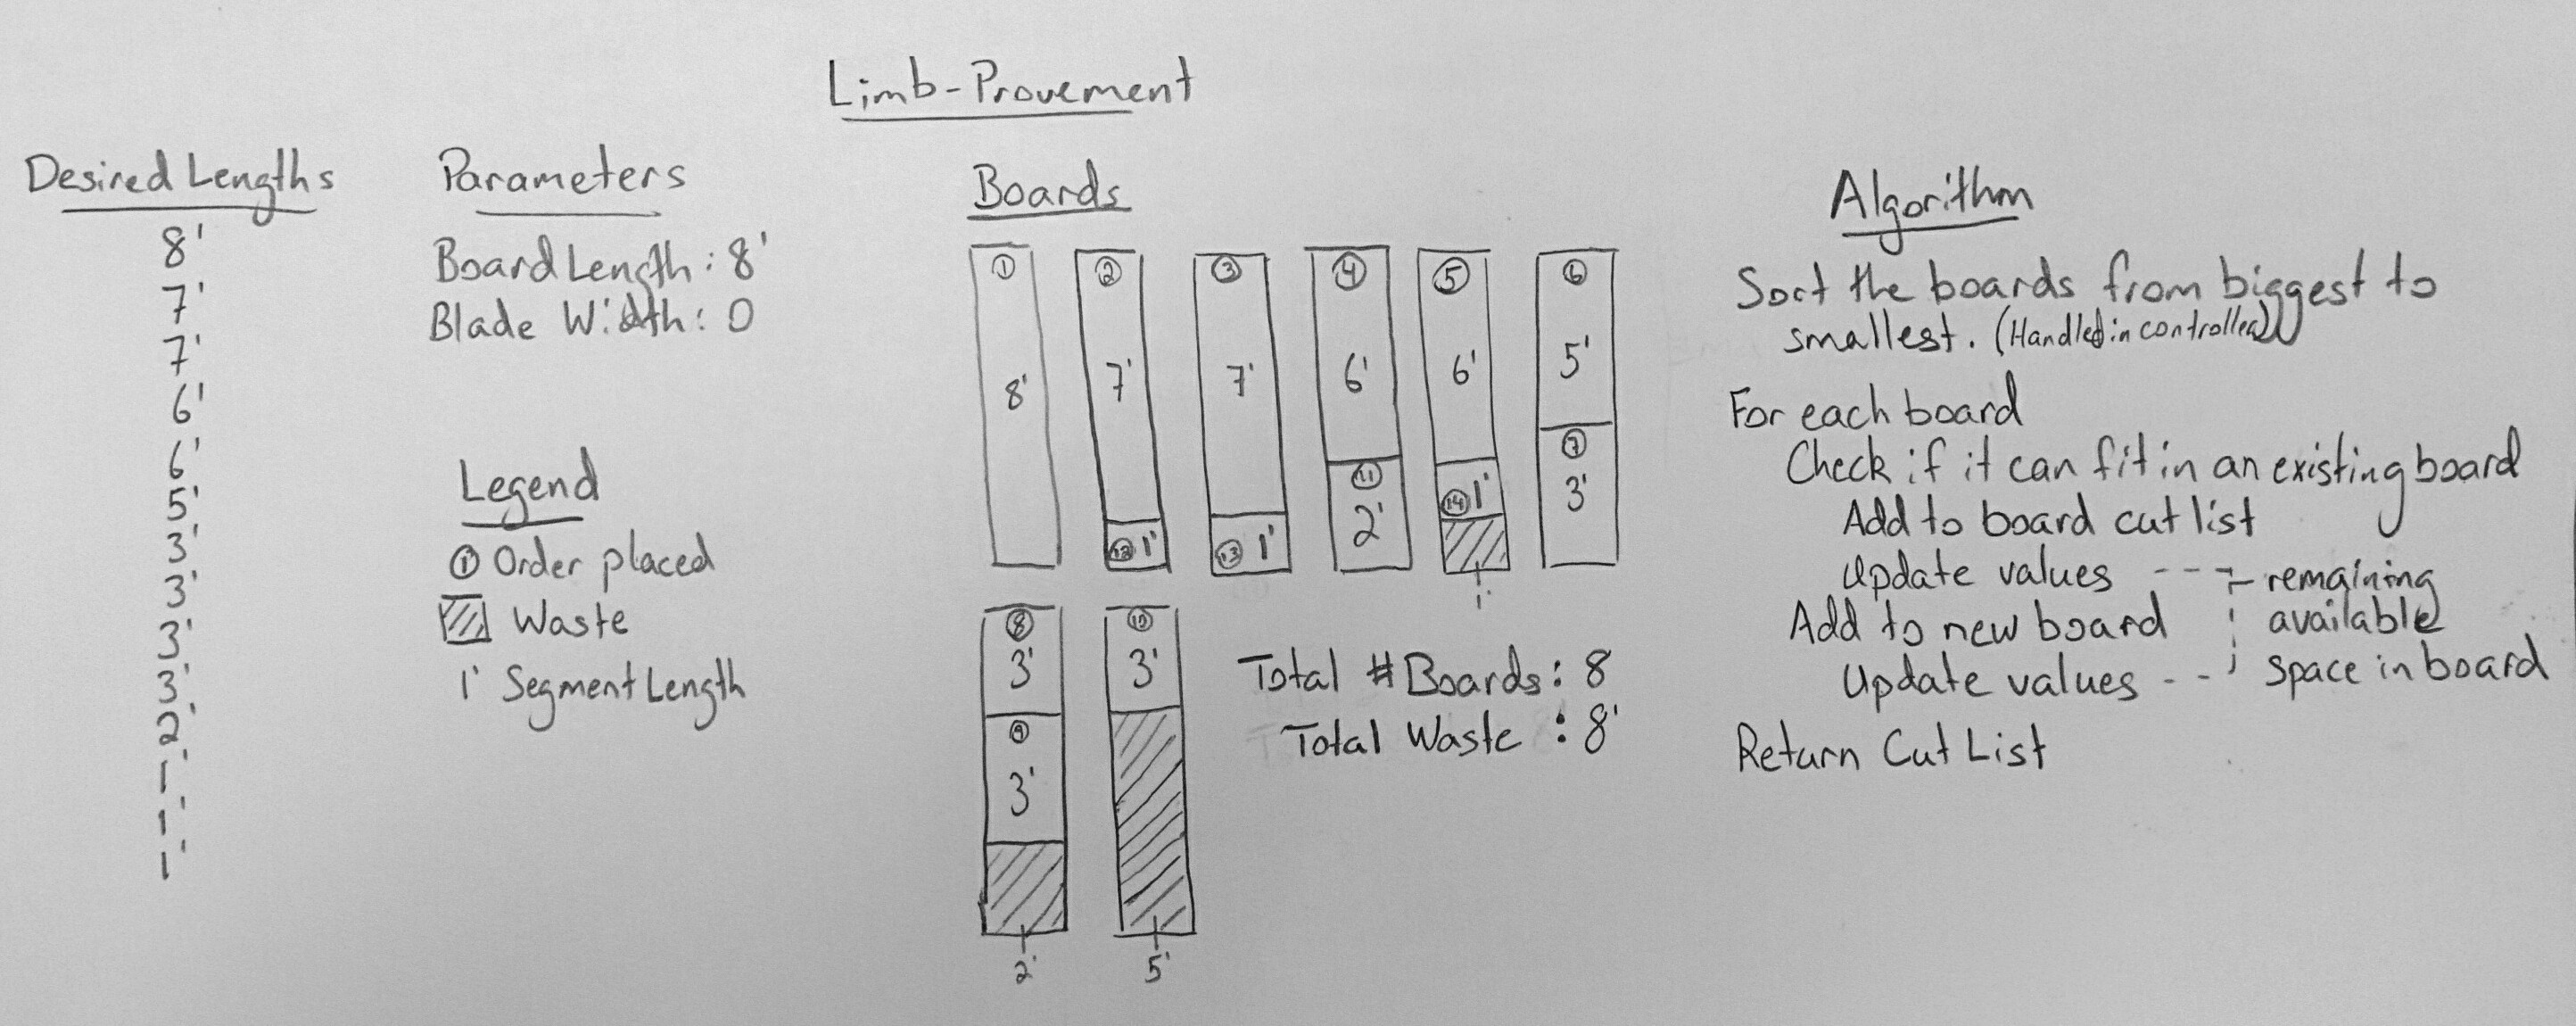 Limb-Provement
Desired Lengths
8'
7'
7'
6'
6'
5'
3'
3'
3'
3'
2'
1'
1'
1'
Parameters
Board Length: 8'
Blade Width: 0
Legend
① Order placed
Waste
1' Segment Length
Boards
① 8'
② 7'
⑫ 1'
③ 7'
⑬ 1'
④ 6'
⑪ 2'
⑤ 6'
⑭ 1'
1'
⑥ 5'
⑦ 3'
⑧ 3'
⑨ 3'
2'
⑩ 3'
5'
Total # Boards: 8
Total Waste: 8'
Algorithm
Sort the boards from biggest to
smallest. (Handled in controller)
For each board
Check if it can fit in an existing board
Add to board cut list
Update values --- remaining
Add to new board available
Update values --- space in board
Return Cut List